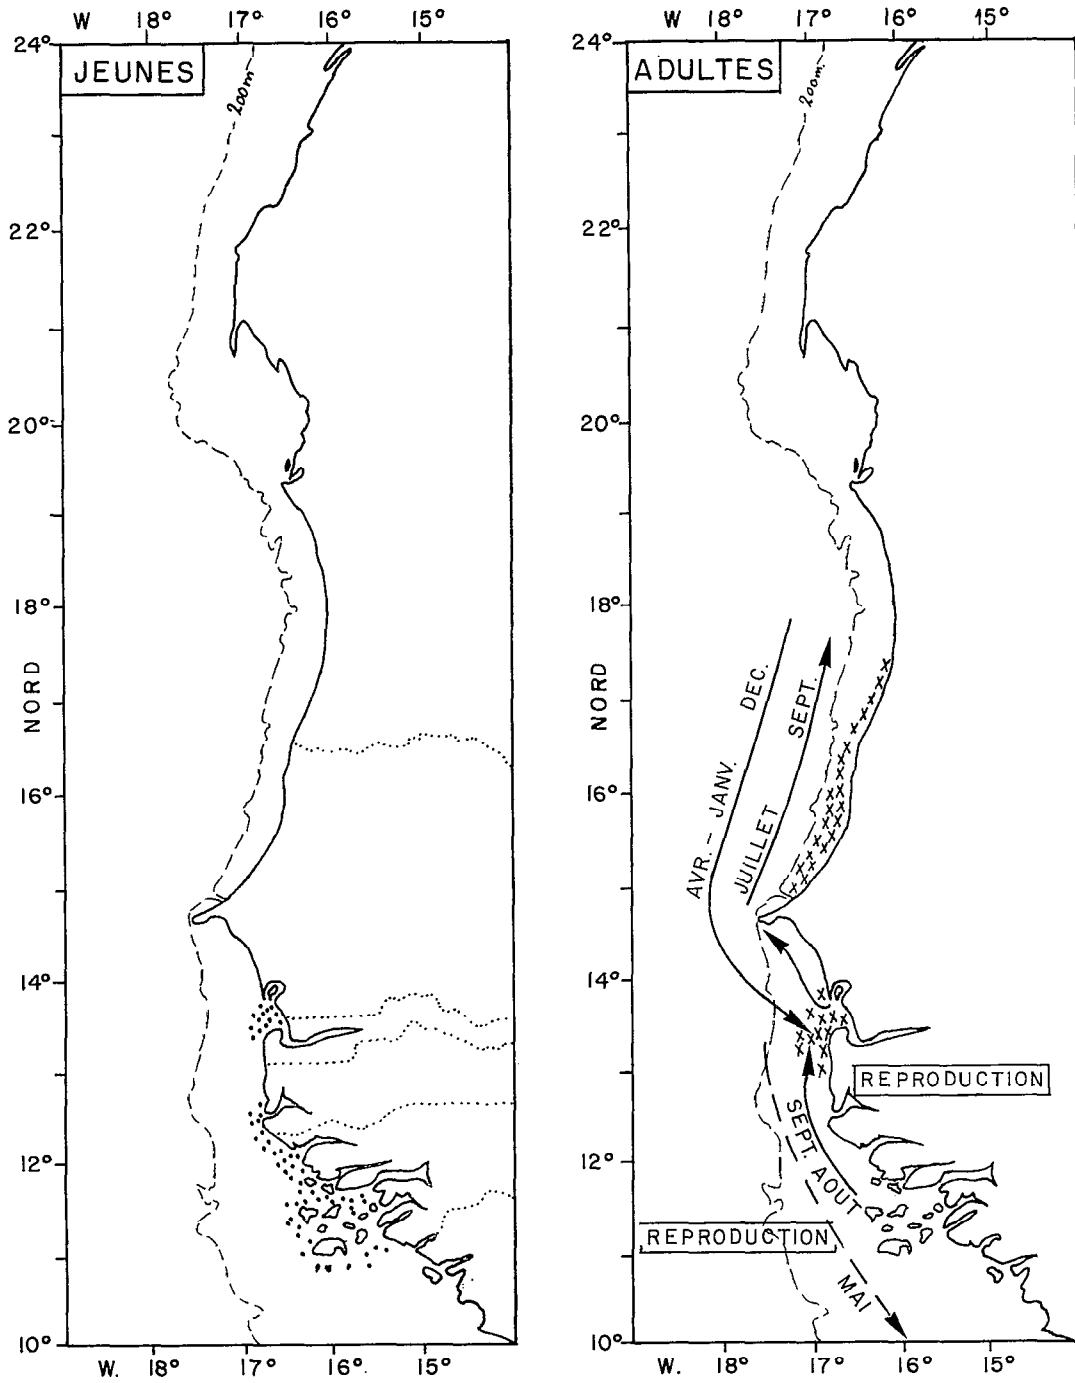 W 18° 17° 16° 15°
24°
JEUNES
200m
22°
20°
18°
NORD
16°
14°
12°
10°
W. 18° 17° 16° 15°
W 18° 17° 16° 15°
24°
ADULTES
200m.
22°
20°
18°
NORD
DEC.
SEPT.
16°
AVR. - JANV.
JUILLET
14°
REPRODUCTION
12°
SEPT. AOUT
REPRODUCTION
MAI
10°
W. 18° 17° 16° 15°